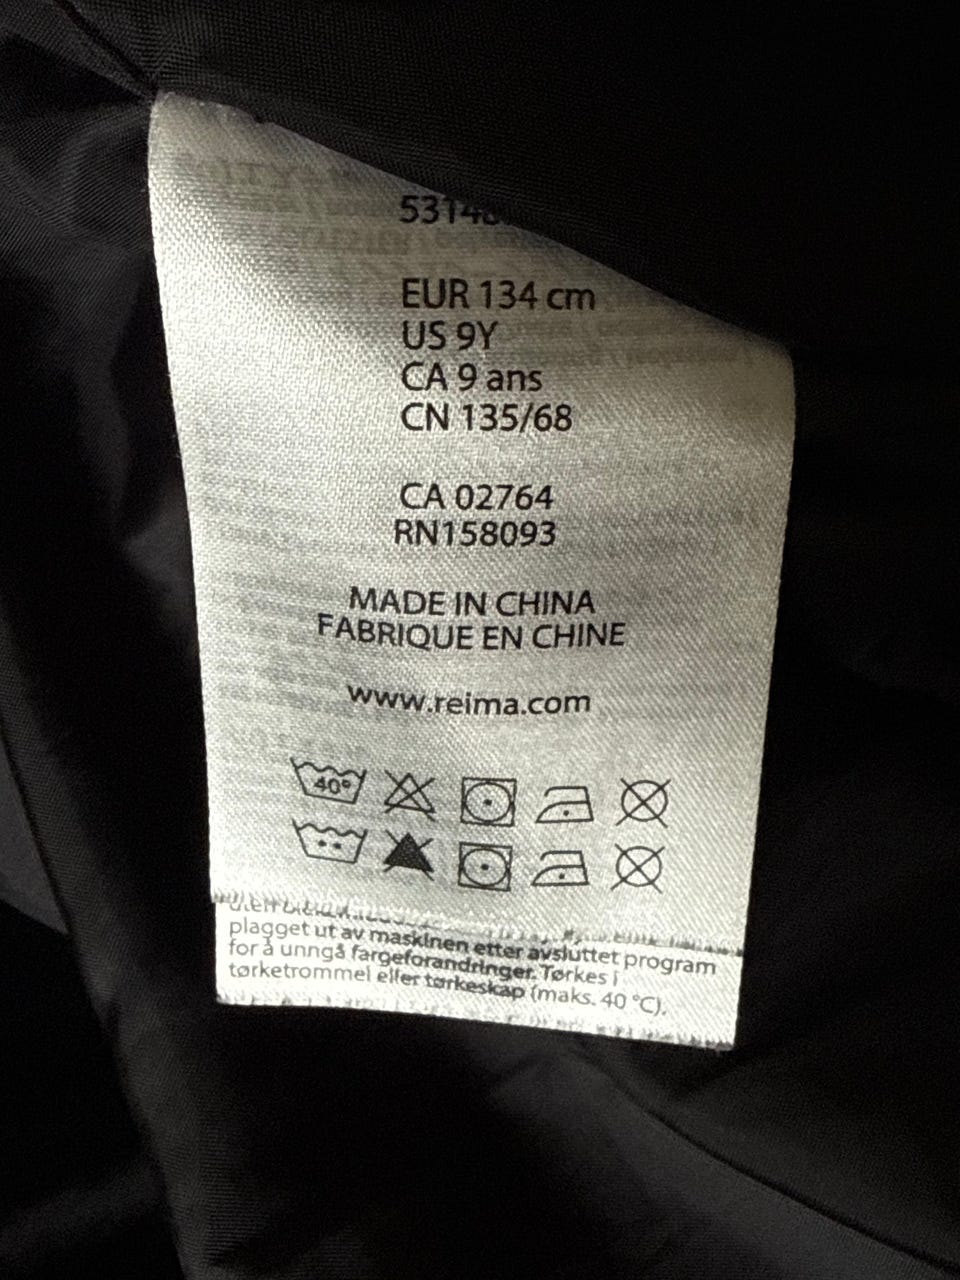 EUR 134 cm
US 9Y
CA 9 ans
CN 135/68
CA 02764
RN158093
MADE IN CHINA
FABRIQUE EN CHINE
www.reima.com
40°
plagget ut av maskinen etter avsluttet program
for å unngå fargeforandringer. Tørkes i
tørketrommel eller tørkeskap (maks. 40 °C).